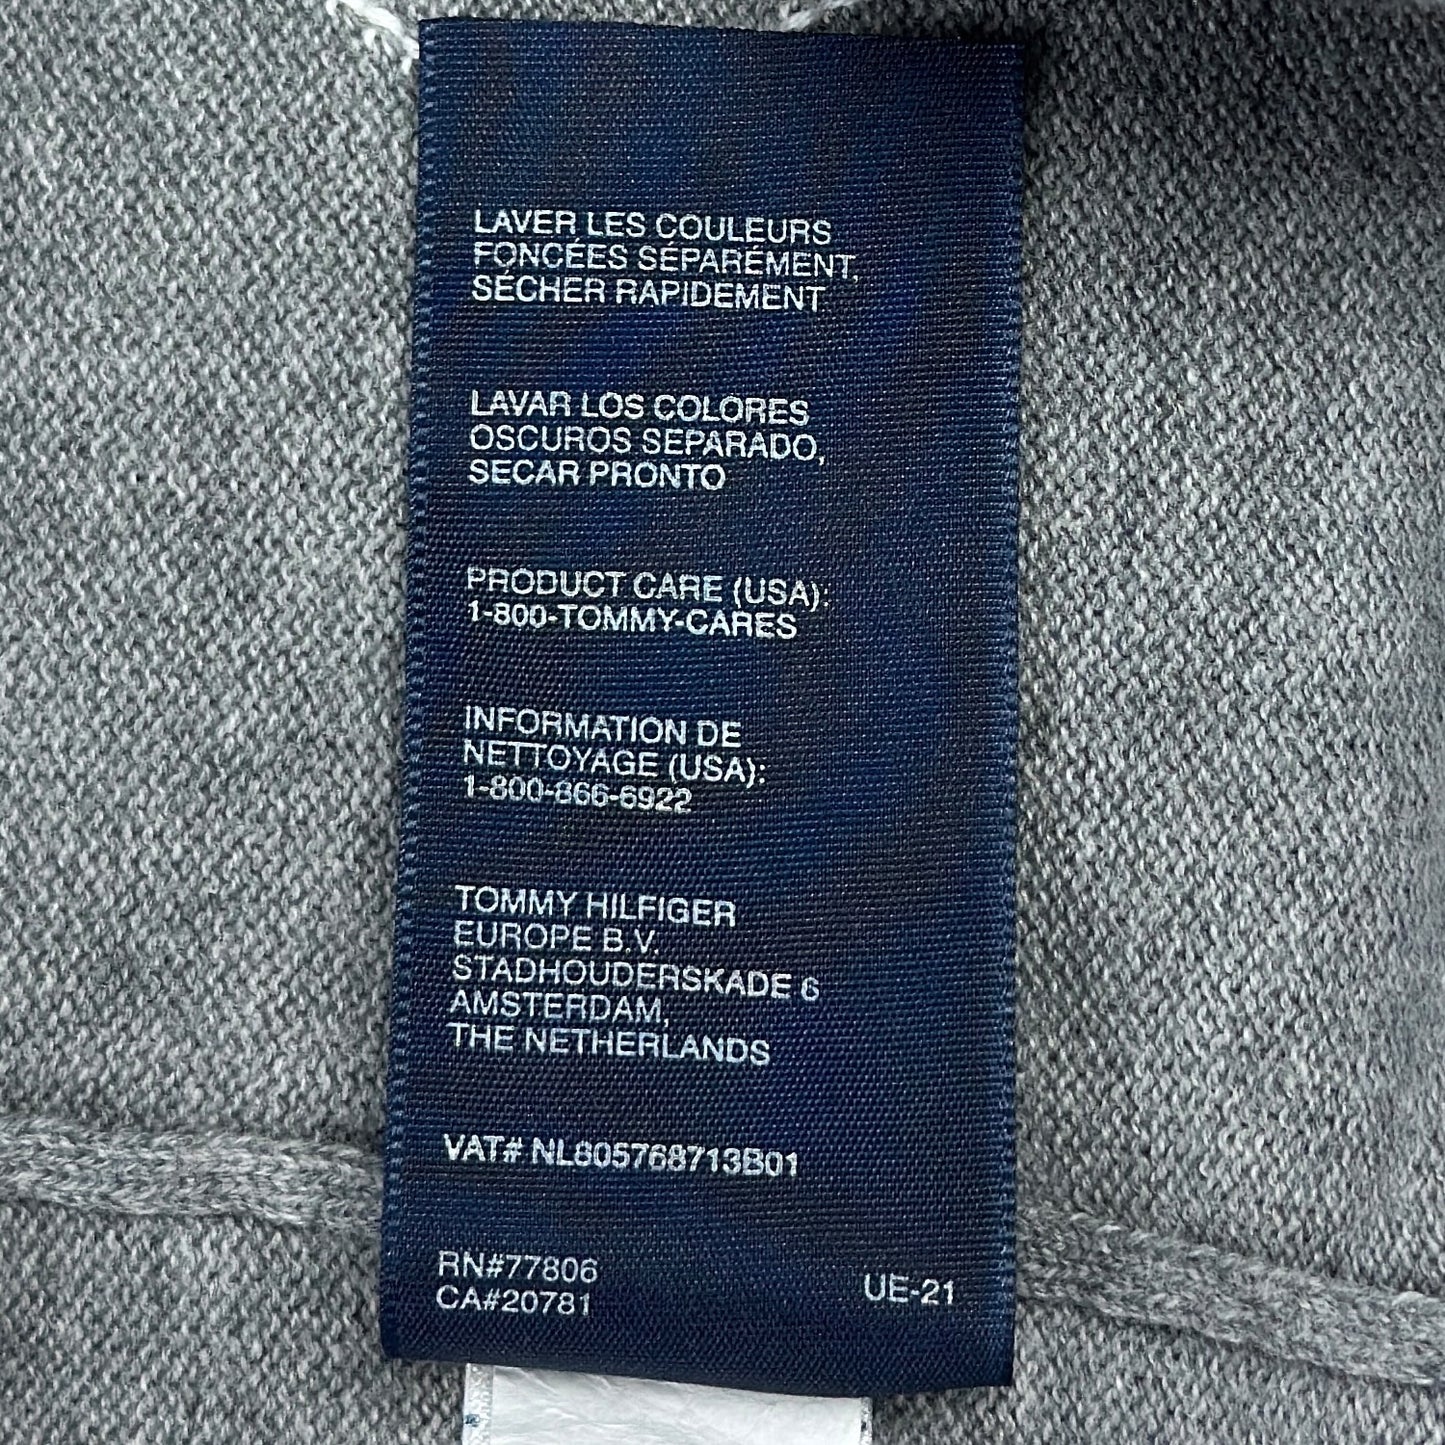 LAVER LES COULEURS
FONCÉES SÉPARÉMENT,
SÉCHER RAPIDEMENT
LAVAR LOS COLORES
OSCUROS SEPARADO,
SECAR PRONTO
PRODUCT CARE (USA):
1-800-TOMMY-CARES
INFORMATION DE
NETTOYAGE (USA):
1-800-866-6922
TOMMY HILFIGER
EUROPE B.V.
STADHOUDERSKADE 6
AMSTERDAM,
THE NETHERLANDS
VAT# NL805768713B01
RN#77806
CA#20781
UE-21